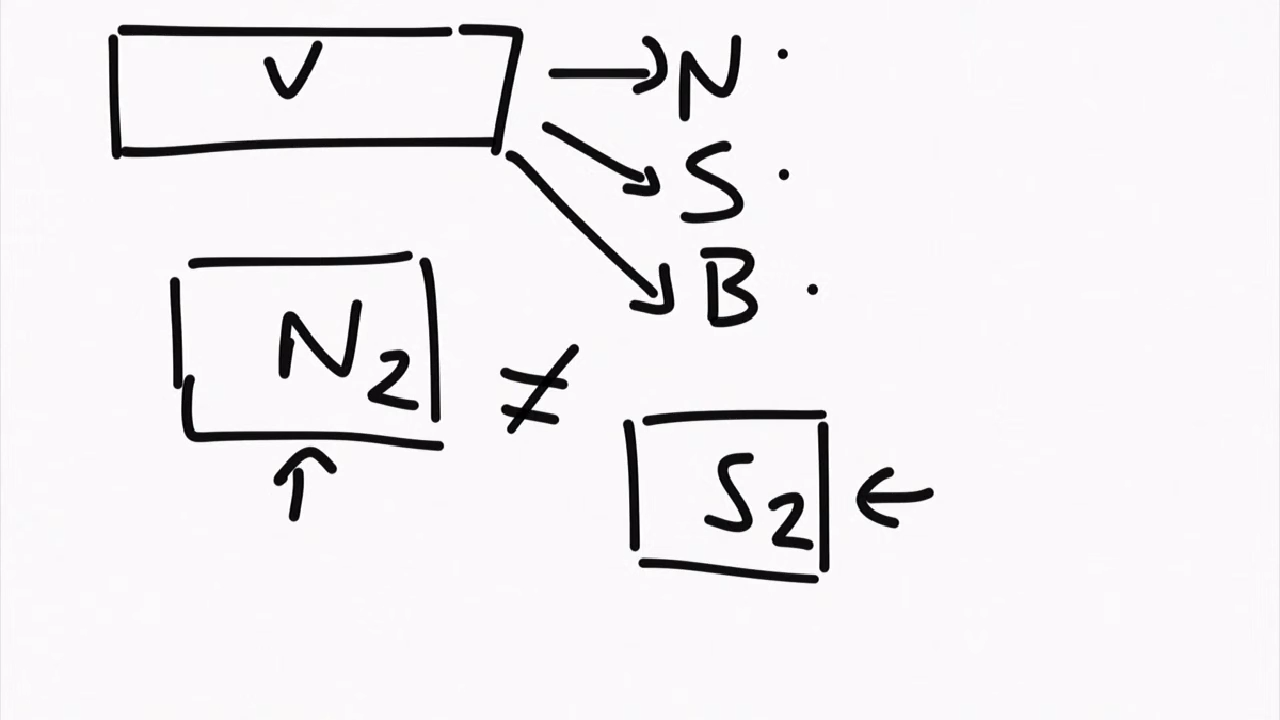 V → N .
S .
B .
N₂ ≠
S₂ ←